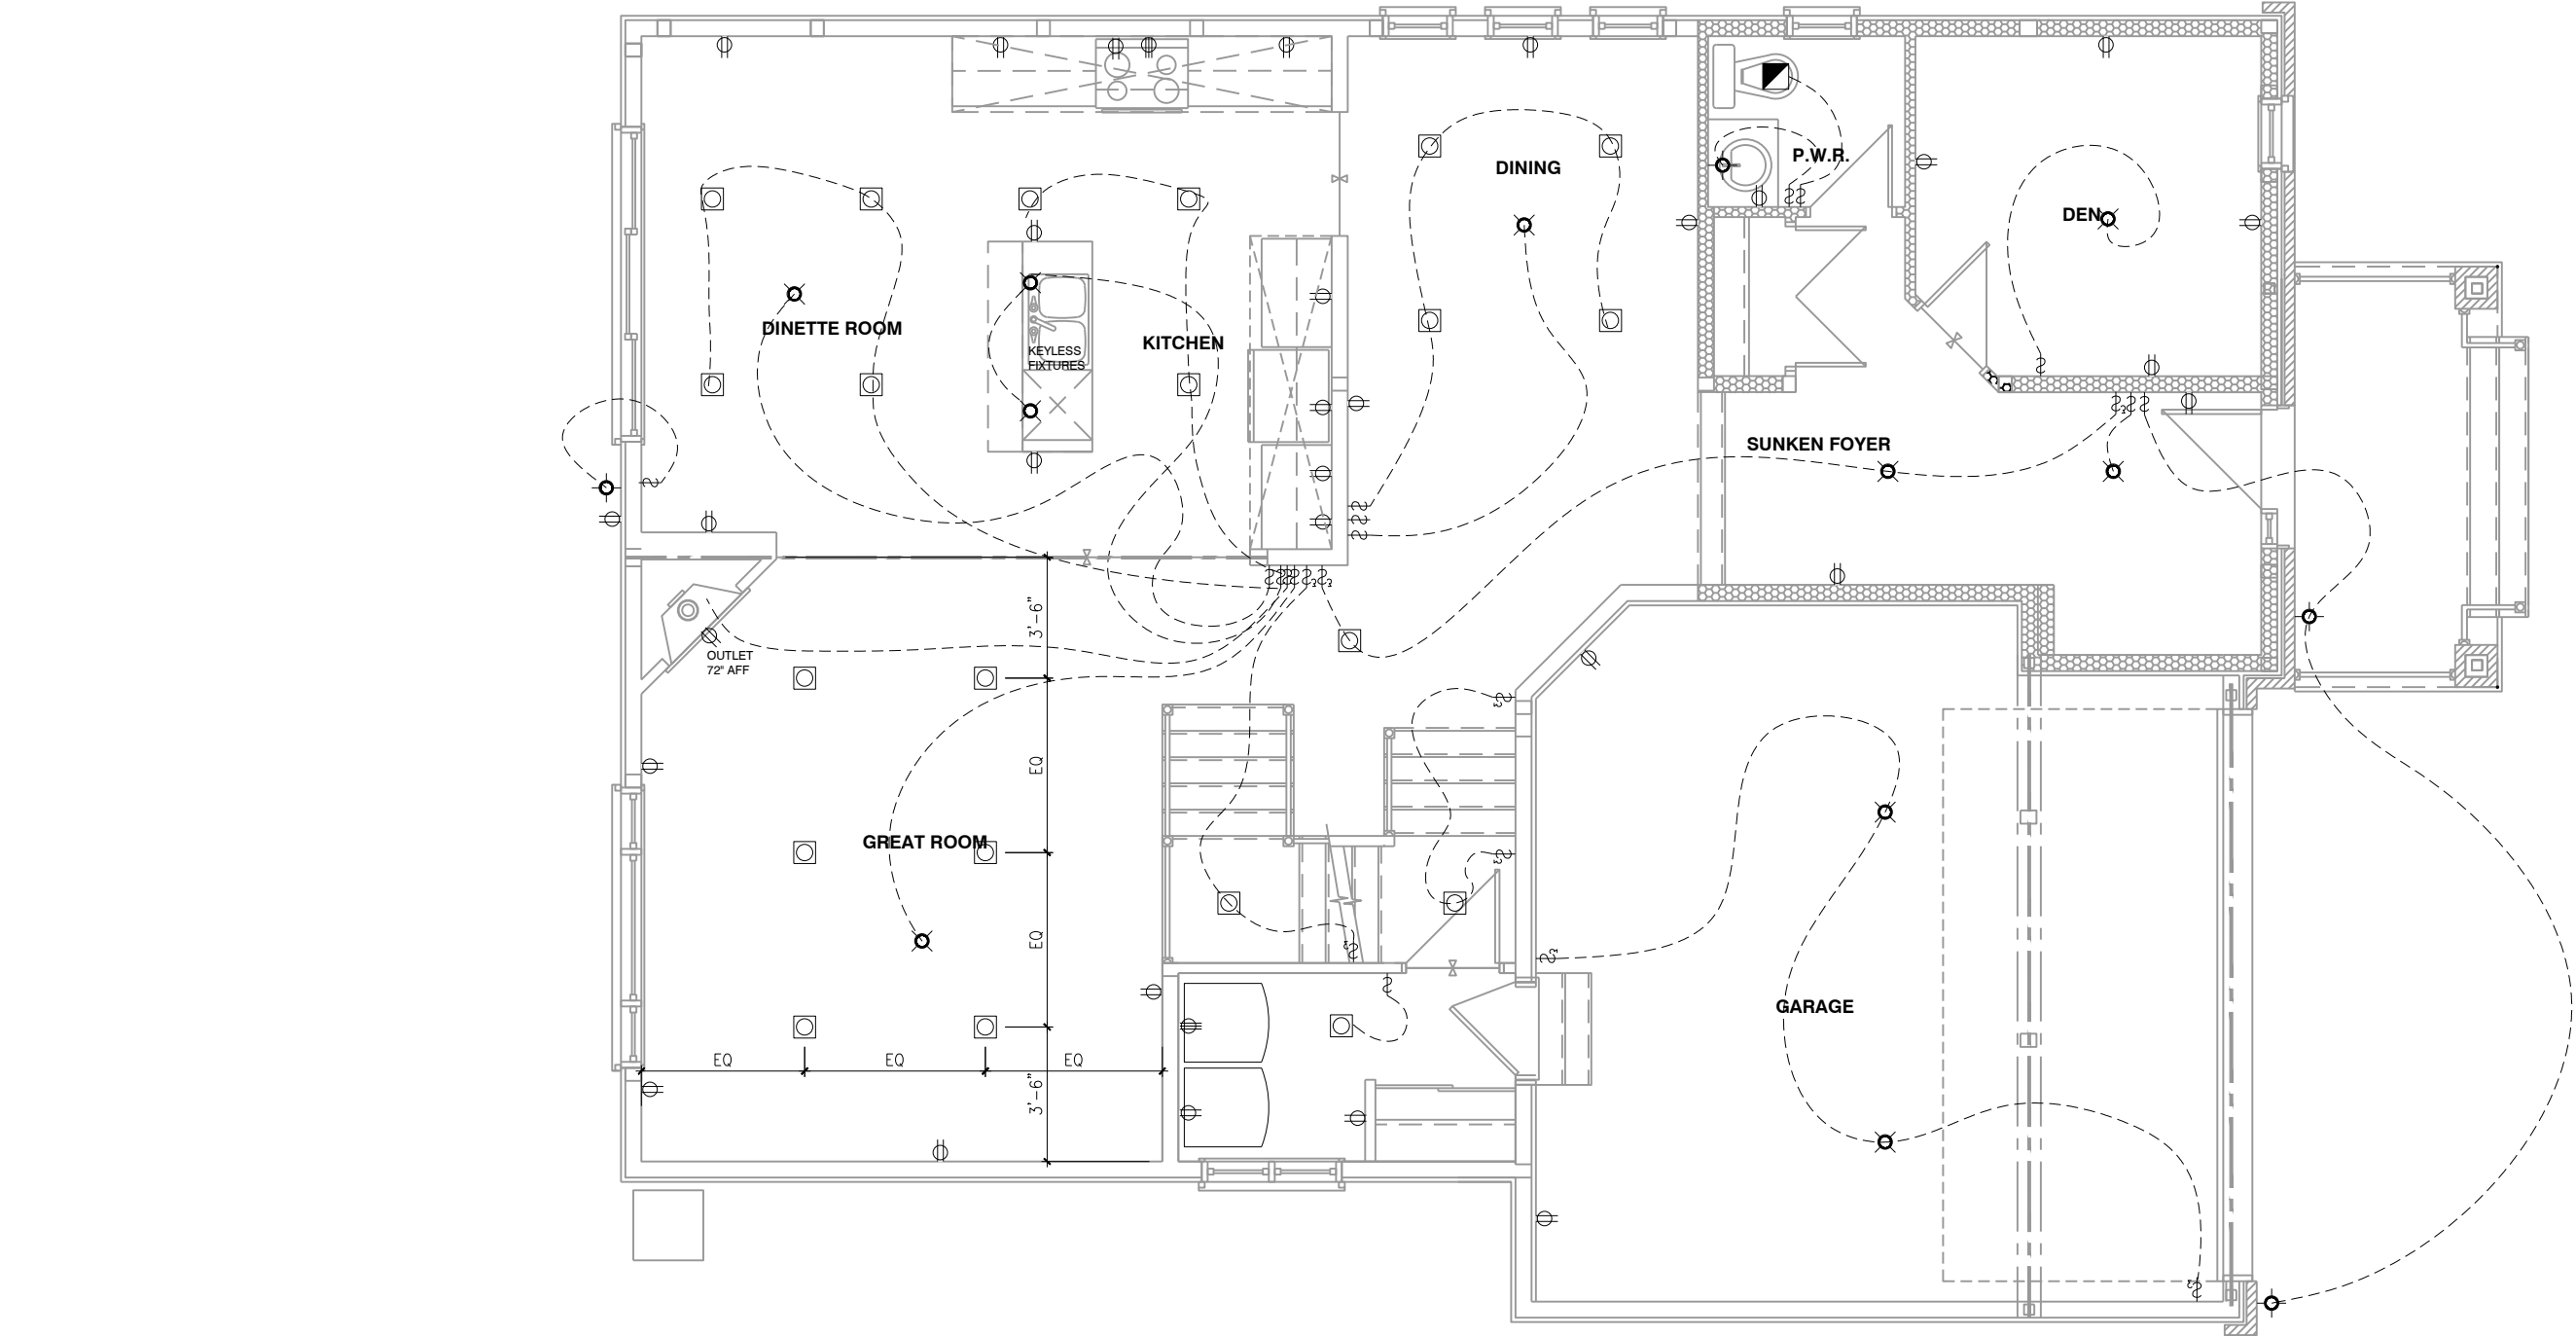 DINING
P.W.R.
DEN
DINETTE ROOM
KITCHEN
KEYLESS
FIXTURES
SUNKEN FOYER
3'-6"
OUTLET
72" AFF
EQ
GREAT ROOM
EQ
GARAGE
EQ
EQ
EQ
3'-6"